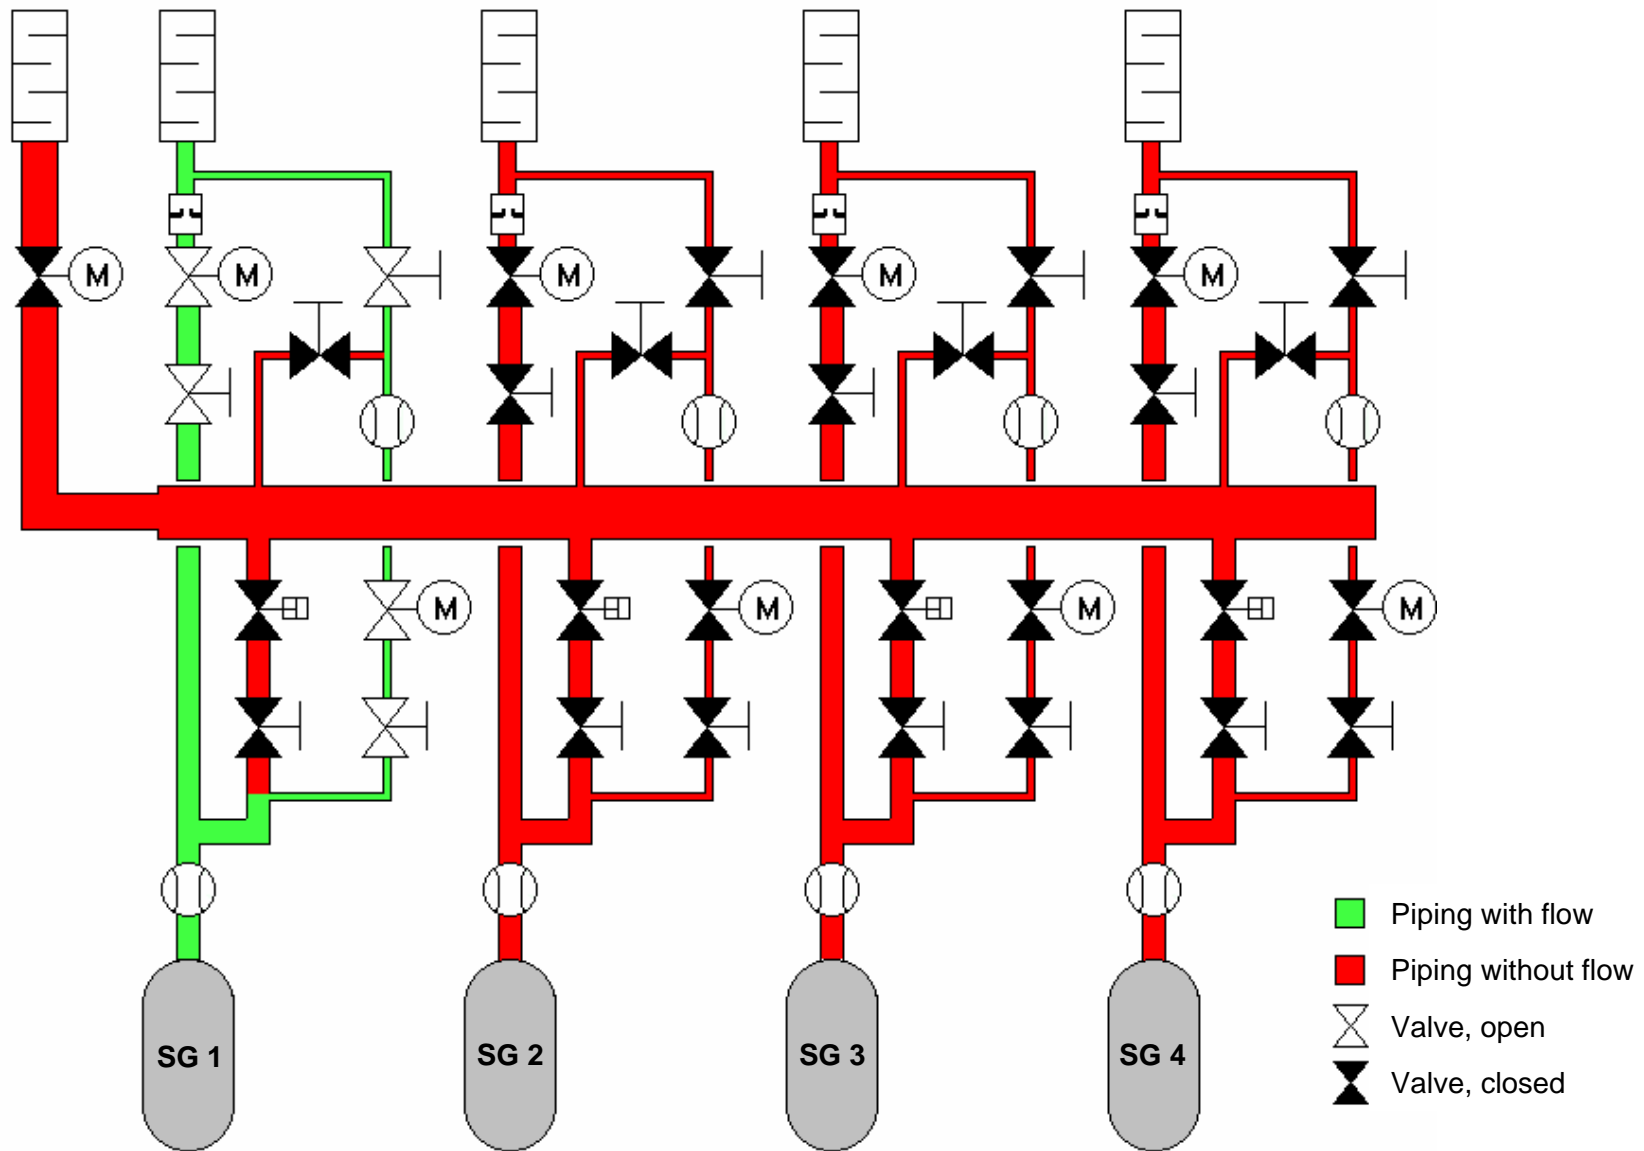 M M M M M
M M M M
Piping with flow
Piping without flow
SG 1 SG 2 SG 3 SG 4 Valve, open
Valve, closed